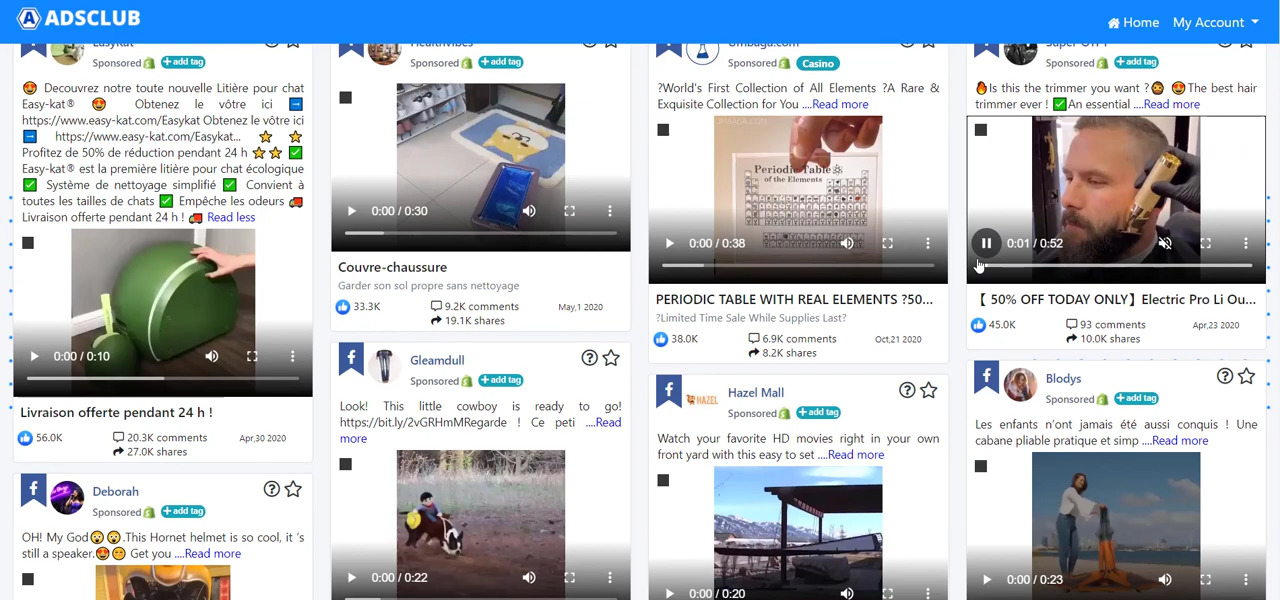 ADSCLUB
Home
My Account
EasyKat
Sponsored
+ add tag
😍 Decouvrez notre toute nouvelle Litière pour chat
Easy-kat® 😍 Obtenez le vôtre ici ➡️
https://www.easy-kat.com/Easykat Obtenez le vôtre ici
➡️ https://www.easy-kat.com/Easykat... ⭐ ⭐
Profitez de 50% de réduction pendant 24 h ⭐⭐ ✅
Easy-kat® est la première litière pour chat écologique
✅ Système de nettoyage simplifié ✅ Convient à
toutes les tailles de chats ✅ Empêche les odeurs 🚚
Livraison offerte pendant 24 h ! 🚚 Read less
0:00 / 0:10
Livraison offerte pendant 24 h !
56.0K
20.3K comments
Apr,30 2020
27.0K shares
Deborah
Sponsored
+ add tag
OH! My God😮😮.This Hornet helmet is so cool, it 's
still a speaker.😍😁 Get you ....Read more
Healthvibes
Sponsored
+ add tag
0:00 / 0:30
Couvre-chaussure
Garder son sol propre sans nettoyage
33.3K
9.2K comments
May,1 2020
19.1K shares
Gleamdull
Sponsored
+ add tag
Look! This little cowboy is ready to go!
https://bit.ly/2vGRHmMRegarde ! Ce peti ....Read
more
0:00 / 0:22
Umbaga.com
Sponsored
Casino
?World's First Collection of All Elements ?A Rare &
Exquisite Collection for You ....Read more
UMBAGA.COM
Periodic Table
of the Elements
0:00 / 0:38
PERIODIC TABLE WITH REAL ELEMENTS ?50...
?Limited Time Sale While Supplies Last?
38.0K
6.9K comments
Oct,21 2020
8.2K shares
HAZEL
Hazel Mall
Sponsored
+ add tag
Watch your favorite HD movies right in your own
front yard with this easy to set ....Read more
0:00 / 0:20
Sponsored
+ add tag
🔥Is this the trimmer you want ?🧔 😍The best hair
trimmer ever ! ✅An essential ....Read more
0:01 / 0:52
【 50% OFF TODAY ONLY】Electric Pro Li Ou...
45.0K
93 comments
Apr,23 2020
10.0K shares
Blodys
Sponsored
+ add tag
Les enfants n'ont jamais été aussi conquis ! Une
cabane pliable pratique et simp ....Read more
0:00 / 0:23